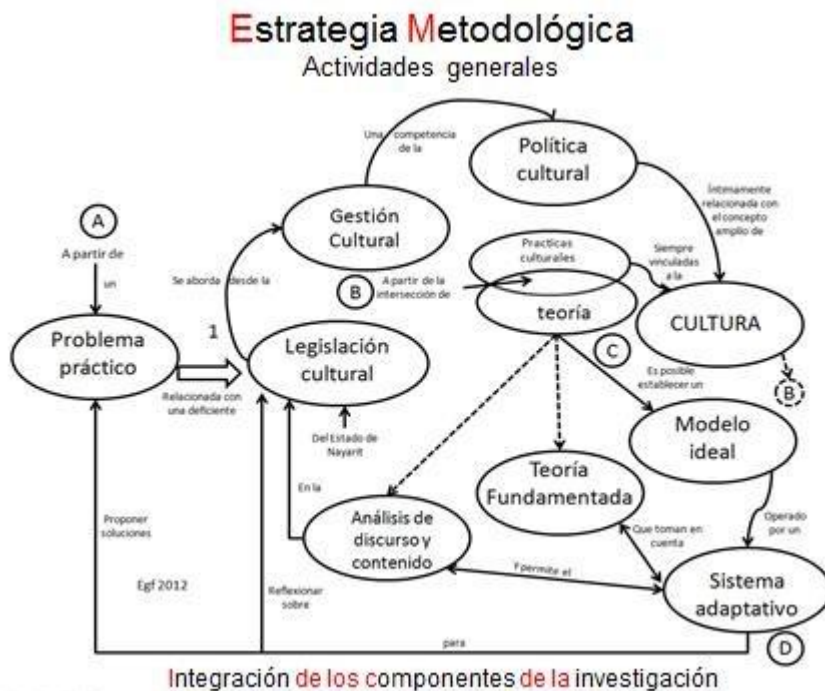 Estrategia Metodológica
Actividades generales
Una competencia
de la
Política
cultural
Íntimamente
relacionada con
el concepto
amplio de
Gestión
Cultural
A
A partir de
un
Se aborda desde la
B
A partir de la
intersección de
Practicas
culturales
teoría
Siempre
vinculadas
a la
CULTURA
B
Problema
práctico
1
Relacionada con
una deficiente
Legislación
cultural
Del Estado de
Nayarit
C
Es posible
establecer un
Modelo
ideal
En la
Análisis de
discurso y
contenido
Teoría
Fundamentada
Que toman en
cuenta
Operado
por un
Proponer
soluciones
Egf 2012
Reflexionar
sobre
Y permite el
Sistema
adaptativo
D
para
Integración de los componentes de la investigación